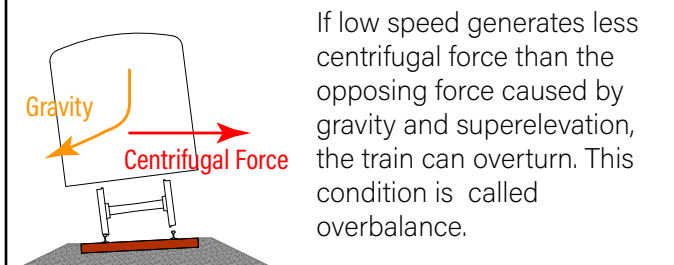 Gravity
Centrifugal Force
If low speed generates less
centrifugal force than the
opposing force caused by
gravity and superelevation,
the train can overturn. This
condition is called
overbalance.